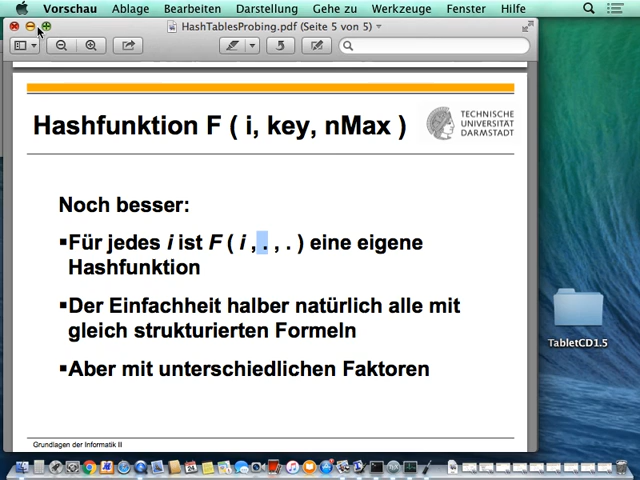 Vorschau Ablage Bearbeiten Darstellung Gehe zu Werkzeuge Fenster Hilfe
HashTablesProbing.pdf (Seite 5 von 5)
Hashfunktion F ( i, key, nMax )
TECHNISCHE
UNIVERSITÄT
DARMSTADT
Noch besser:
▪Für jedes i ist F ( i , . , . ) eine eigene
Hashfunktion
▪Der Einfachheit halber natürlich alle mit
gleich strukturierten Formeln
▪Aber mit unterschiedlichen Faktoren
TabletCD1.5
Grundlagen der Informatik II